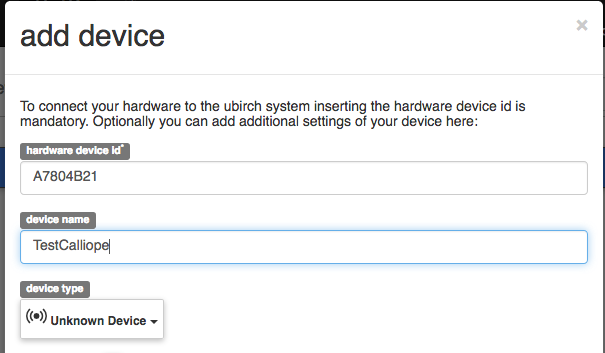 add device
×
To connect your hardware to the ubirch system inserting the hardware device id is
mandatory. Optionally you can add additional settings of your device here:
hardware device id*
A7804B21
device name
TestCalliope
device type
Unknown Device